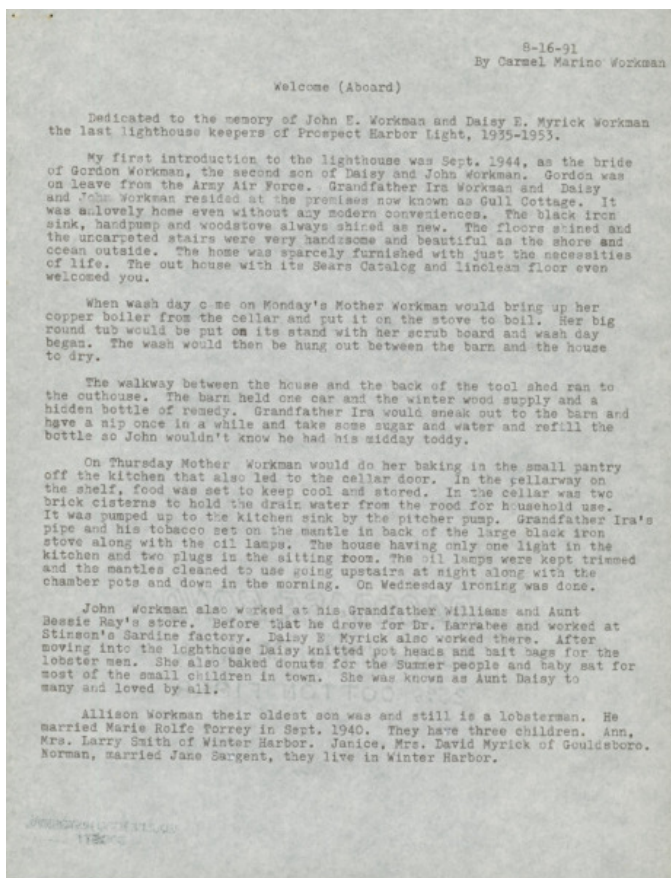 8-16-91
By Carmel Marino Workman
Welcome (Aboard)
Dedicated to the memory of John E. Workman and Daisy E. Myrick Workman
the last lighthouse keepers of Prospect Harbor Light, 1935-1953.
My first introduction to the lighthouse was Sept. 1944, as the bride
of Gordon Workman, the second son of Daisy and John Workman. Gordon was
on leave from the Army Air Force. Grandfather Ira Workman and Daisy
and John Workman resided at the premises now known as Gull Cottage. It
was anlovely home even without any modern conveniences. The black iron
sink, handpump and woodstove always shined as new. The floors shined and
the uncarpeted stairs were very handsome and beautiful as the shore and
ocean outside. The home was sparcely furnished with just the necessities
of life. The out house with its Sears Catalog and linoleam floor even
welcomed you.
When wash day c me on Monday's Mother Workman would bring up her
copper boiler from the cellar and put it on the stove to boil. Her big
round tub would be put on its stand with her scrub board and wash day
began. The wash would then be hung out between the barn and the house
to dry.
The walkway between the house and the back of the tool shed ran to
the outhouse. The barn held one car and the winter wood supply and a
hidden bottle of remedy. Grandfather Ira would sneak out to the barn and
have a nip once in a while and take some sugar and water and refill the
bottle so John wouldn't know he had his midday toddy.
On Thursday Mother Workman would do her baking in the small pantry
off the kitchen that also led to the cellar door. In the cellarway on
the shelf, food was set to keep cool and stored. In the cellar was two
brick cisterns to hold the drain water from the rood for household use.
It was pumped up to the kitchen sink by the pitcher pump. Grandfather Ira's
pipe and his tobacco set on the mantle in back of the large black iron
stove along with the oil lamps. The house having only one light in the
kitchen and two plugs in the sitting room. The oil lamps were kept trimmed
and the mantles cleaned to use going upstairs at night along with the
chamber pots and down in the morning. On Wednesday ironing was done.
John Workman also worked at his Grandfather Williams and Aunt
Bessie Ray's store. Before that he drove for Dr. Larrabee and worked at
Stinson's Sardine factory. Daisy E Myrick also worked there. After
moving into the loghthouse Daisy knitted pot heads and bait bags for the
lobster men. She also baked donuts for the Summer people and baby sat for
most of the small children in town. She was known as Aunt Daisy to
many and loved by all.
Allison Workman their oldest son was and still is a lobsterman. He
married Marie Rolfe Torrey in Sept. 1940. They have three children. Ann,
Mrs. Larry Smith of Winter Harbor. Janice, Mrs. David Myrick of Gouldsboro.
Norman, married Jane Sargent, they live in Winter Harbor.